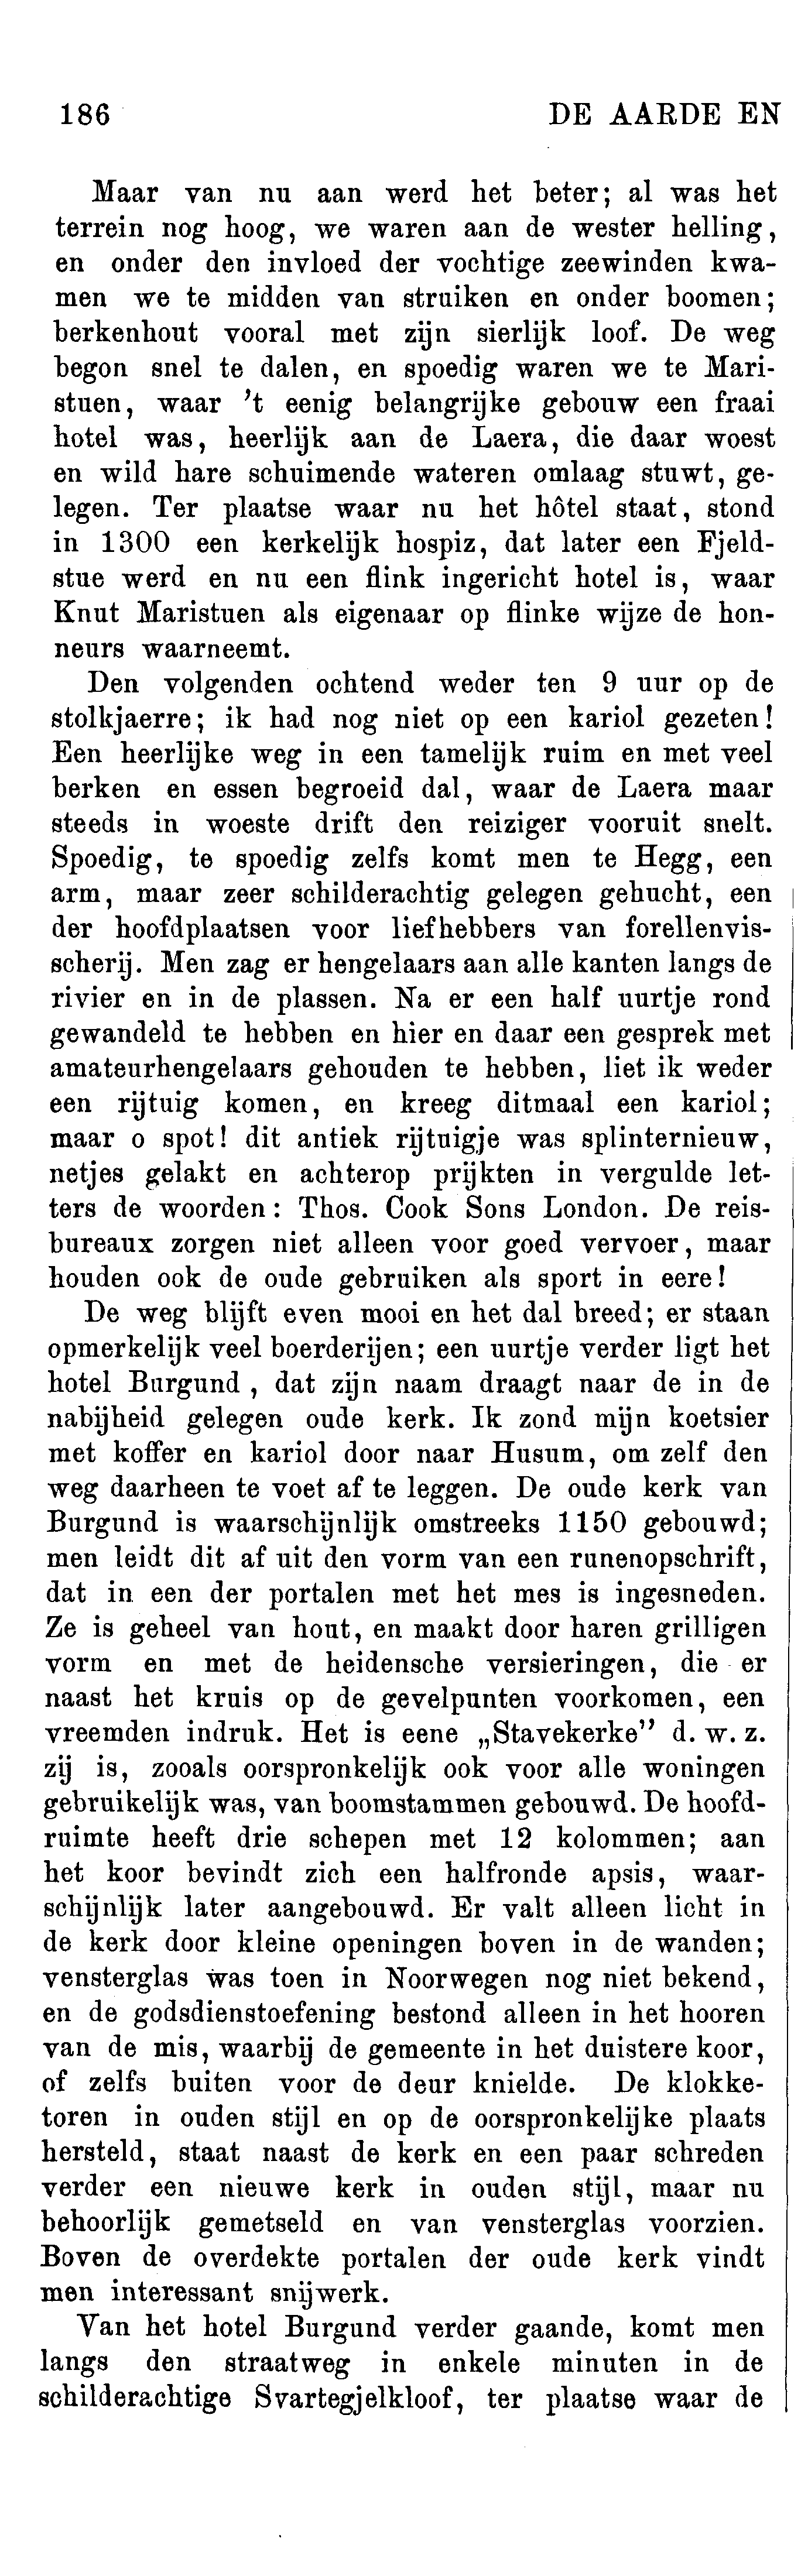 186 DE AARDE EN
Maar van nu aan werd het beter; al was het
terrein nog hoog, we waren aan de wester helling,
en onder den invloed der vochtige zeewinden kwa-
men we te midden van struiken en onder boomen;
berkenhout vooral met zijn sierlijk loof. De weg
begon snel te dalen, en spoedig waren we te Mari-
stuen, waar 't eenig belangrijke gebouw een fraai
hotel was, heerlijk aan de Laera, die daar woest
en wild hare schuimende wateren omlaag stuwt, ge-
legen. Ter plaatse waar nu het hôtel staat, stond
in 1300 een kerkelijk hospiz, dat later een Fjeld-
stue werd en nu een flink ingericht hotel is, waar
Knut Maristuen als eigenaar op flinke wijze de hon-
neurs waarneemt.
Den volgenden ochtend weder ten 9 uur op de
stolkjaerre; ik had nog niet op een kariol gezeten!
Een heerlijke weg in een tamelijk ruim en met veel
berken en essen begroeid dal, waar de Laera maar
steeds in woeste drift den reiziger vooruit snelt.
Spoedig, te spoedig zelfs komt men te Hegg, een
arm, maar zeer schilderachtig gelegen gehucht, een
der hoofdplaatsen voor liefhebbers van forellenvis-
scherij. Men zag er hengelaars aan alle kanten langs de
rivier en in de plassen. Na er een half uurtje rond
gewandeld te hebben en hier en daar een gesprek met
amateurhengelaars gehouden te hebben, liet ik weder
een rijtuig komen, en kreeg ditmaal een kariol;
maar o spot! dit antiek rijtuigje was splinternieuw,
netjes gelakt en achterop prijkten in vergulde let-
ters de woorden: Thos. Cook Sons London. De reis-
bureaux zorgen niet alleen voor goed vervoer, maar
houden ook de oude gebruiken als sport in eere!
De weg blijft even mooi en het dal breed; er staan
opmerkelijk veel boerderijen; een uurtje verder ligt het
hotel Burgund , dat zijn naam draagt naar de in de
nabijheid gelegen oude kerk. Ik zond mijn koetsier
met koffer en kariol door naar Husum, om zelf den
weg daarheen te voet af te leggen. De oude kerk van
Burgund is waarschijnlijk omstreeks 1150 gebouwd;
men leidt dit af uit den vorm van een runenopschrift,
dat in een der portalen met het mes is ingesneden.
Ze is geheel van hout, en maakt door haren grilligen
vorm en met de heidensche versieringen, die er
naast het kruis op de gevelpunten voorkomen, een
vreemden indruk. Het is eene „Stavekerke” d. w. z.
zij is, zooals oorspronkelijk ook voor alle woningen
gebruikelijk was, van boomstammen gebouwd. De hoofd-
ruimte heeft drie schepen met 12 kolommen; aan
het koor bevindt zich een halfronde apsis, waar-
schijnlijk later aangebouwd. Er valt alleen licht in
de kerk door kleine openingen boven in de wanden;
vensterglas was toen in Noorwegen nog niet bekend,
en de godsdienstoefening bestond alleen in het hooren
van de mis, waarbij de gemeente in het duistere koor,
of zelfs buiten voor de deur knielde. De klokke-
toren in ouden stijl en op de oorspronkelijke plaats
hersteld, staat naast de kerk en een paar schreden
verder een nieuwe kerk in ouden stijl, maar nu
behoorlijk gemetseld en van vensterglas voorzien.
Boven de overdekte portalen der oude kerk vindt
men interessant snijwerk.
Van het hotel Burgund verder gaande, komt men
langs den straatweg in enkele minuten in de
schilderachtige Svartegjelkloof, ter plaatse waar de